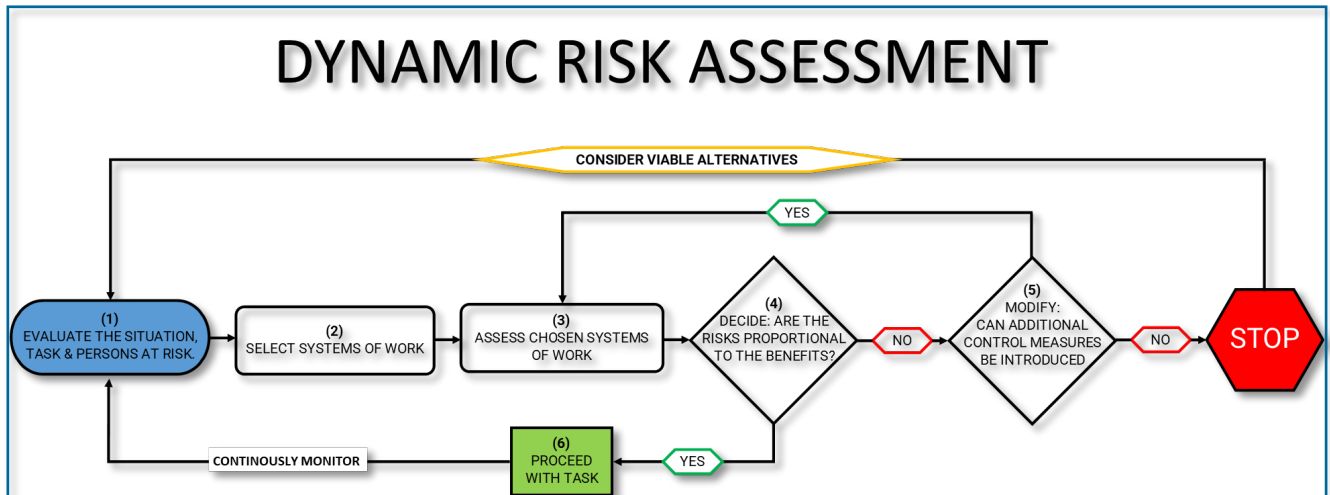 DYNAMIC RISK ASSESSMENT
CONSIDER VIABLE ALTERNATIVES
YES
(1)
EVALUATE THE SITUATION,
TASK & PERSONS AT RISK.
(2)
SELECT SYSTEMS OF WORK
(3)
ASSESS CHOSEN SYSTEMS
OF WORK
(4)
DECIDE: ARE THE
RISKS PROPORTIONAL
TO THE BENEFITS?
NO
(5)
MODIFY:
CAN ADDITIONAL
CONTROL MEASURES
BE INTRODUCED
NO
STOP
YES
(6)
PROCEED
WITH TASK
CONTINOUSLY MONITOR